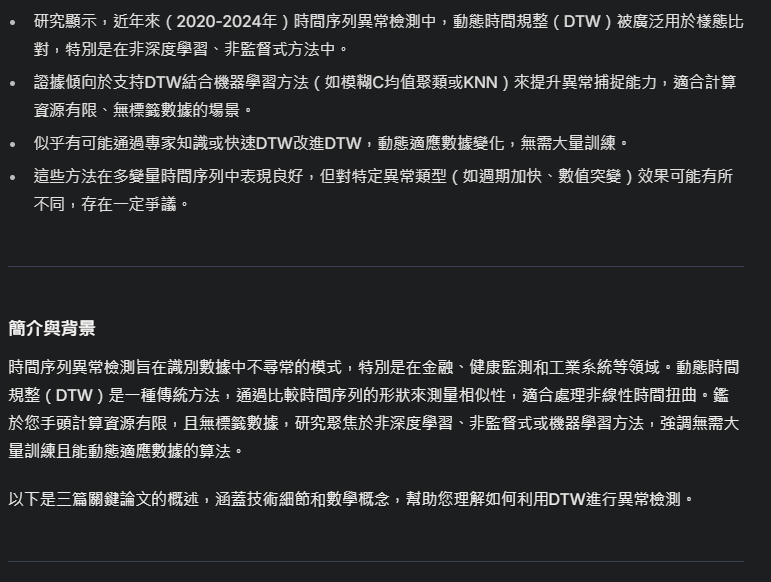 • 研究顯示，近年來（2020-2024年）時間序列異常檢測中，動態時間規整（DTW）被廣泛用於樣態比
對，特別是在非深度學習、非監督式方法中。
• 證據傾向於支持DTW結合機器學習方法（如模糊C均值聚類或KNN）來提升異常捕捉能力，適合計算
資源有限、無標籤數據的場景。
• 似乎有可能通過專家知識或快速DTW改進DTW，動態適應數據變化，無需大量訓練。
• 這些方法在多變量時間序列中表現良好，但對特定異常類型（如週期加快、數值突變）效果可能有所
不同，存在一定爭議。
簡介與背景
時間序列異常檢測旨在識別數據中不尋常的模式，特別是在金融、健康監測和工業系統等領域。動態時間
規整（DTW）是一種傳統方法，通過比較時間序列的形狀來測量相似性，適合處理非線性時間扭曲。鑑
於您手頭計算資源有限，且無標籤數據，研究聚焦於非深度學習、非監督式或機器學習方法，強調無需大
量訓練且能動態適應數據的算法。
以下是三篇關鍵論文的概述，涵蓋技術細節和數學概念，幫助您理解如何利用DTW進行異常檢測。